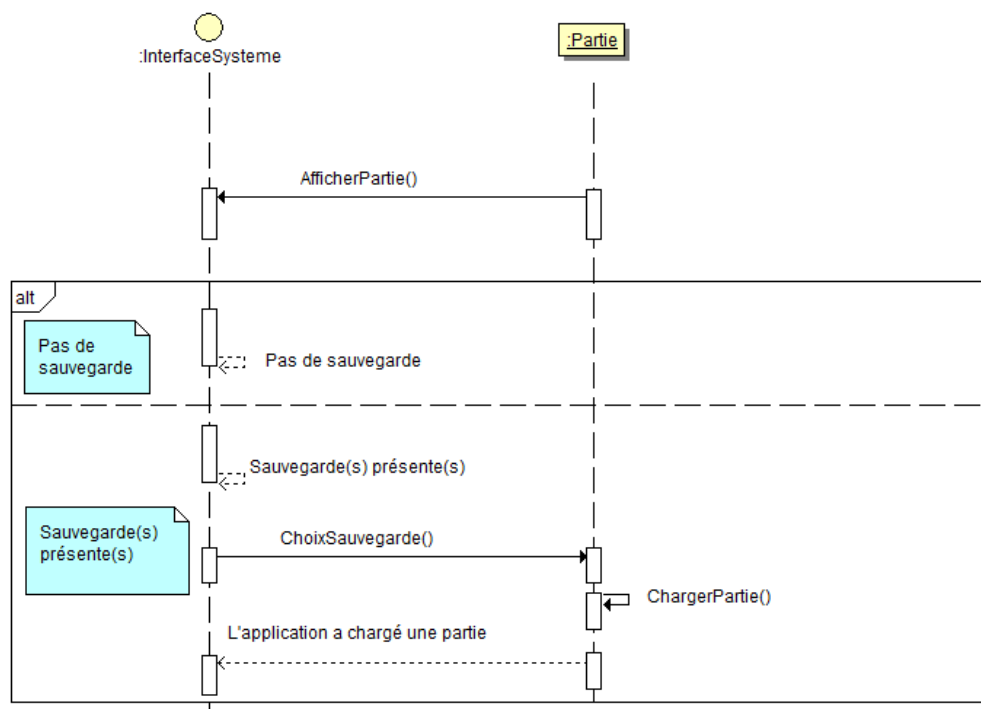 :InterfaceSysteme
:Partie
AfficherPartie()
alt
Pas de
sauvegarde
Pas de sauvegarde
Sauvegarde(s) présente(s)
Sauvegarde(s)
présente(s)
ChoixSauvegarde()
ChargerPartie()
L'application a chargé une partie